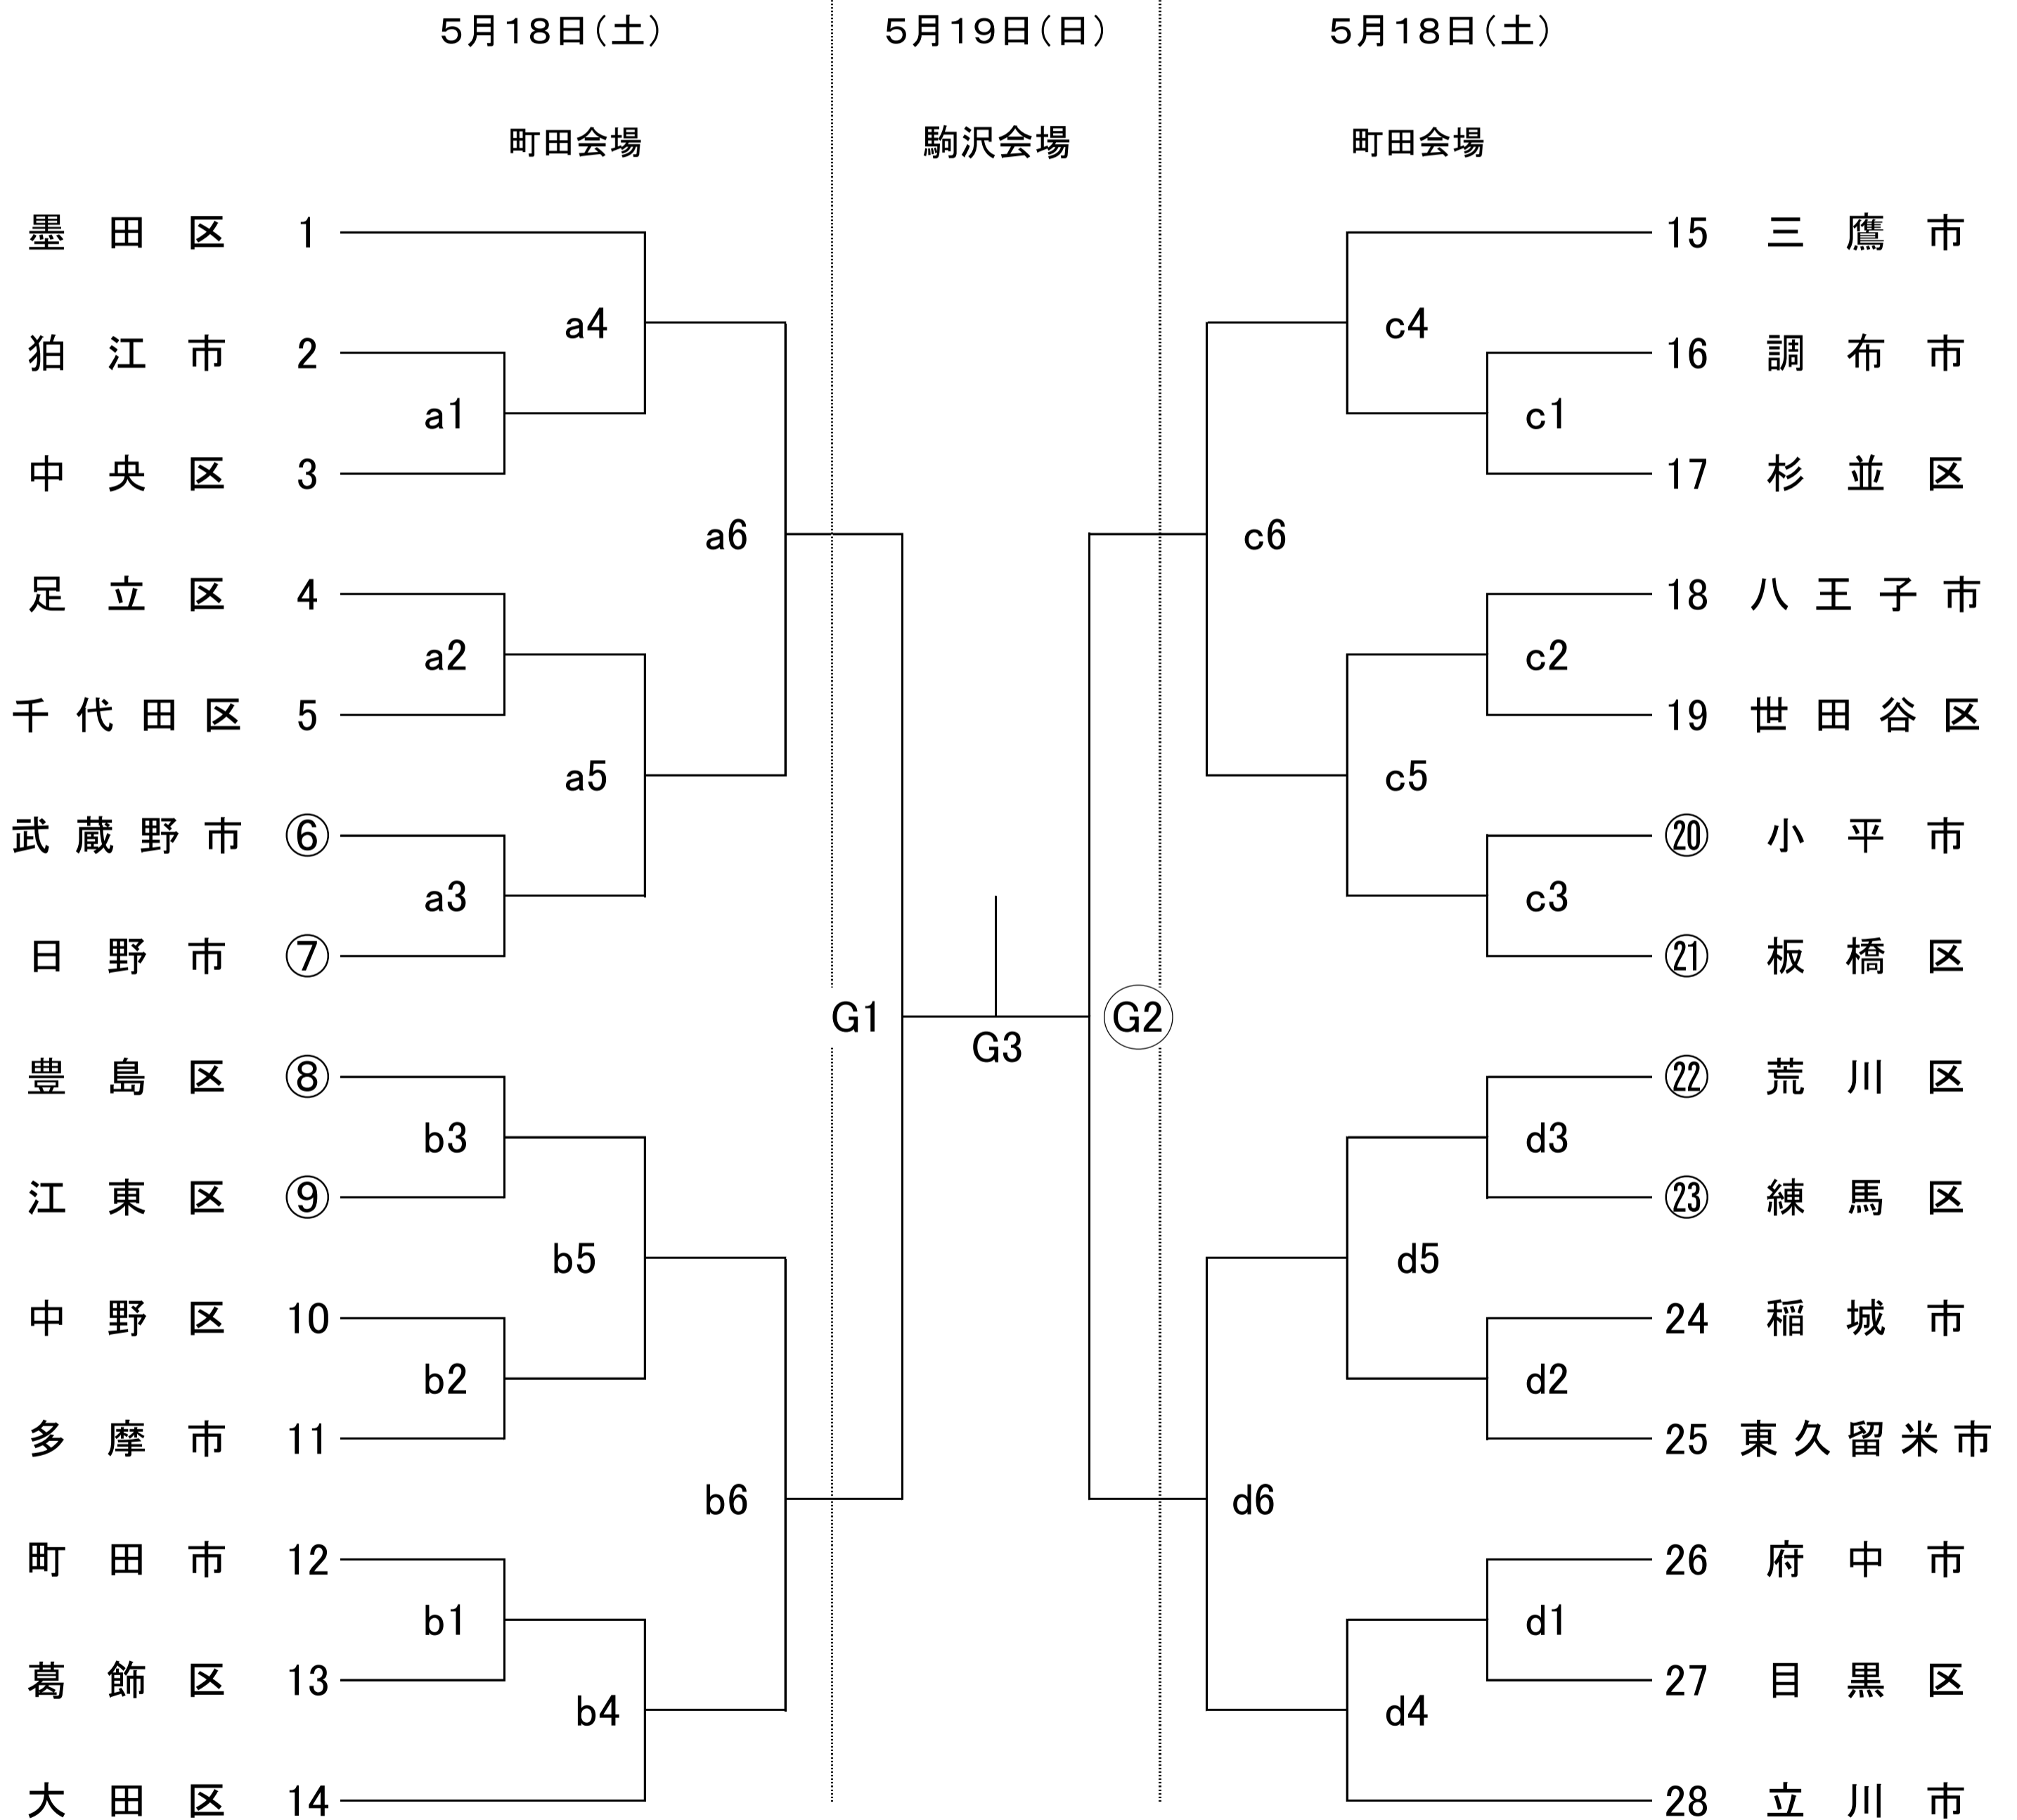 5月18日(土) 5月19日(日) 5月18日(土)
町田会場 駒沢会場 町田会場
墨田区 1 15 三鷹市
a4 c4
狛江市 2 16 調布市
a1 c1
中央区 3 17 杉並区
a6 c6
足立区 4 18 八王子市
a2 c2
千代田区 5 19 世田谷区
a5 c5
武蔵野市 ⑥ ⑳ 小平市
a3 c3
日野市 ⑦ ㉑ 板橋区
G1 G2
G3
豊島区 ⑧ ㉒ 荒川区
b3 d3
江東区 ⑨ ㉓ 練馬区
b5 d5
中野区 10 24 稲城市
b2 d2
多摩市 11 25 東久留米市
b6 d6
町田市 12 26 府中市
b1 d1
葛飾区 13 27 目黒区
b4 d4
大田区 14 28 立川市